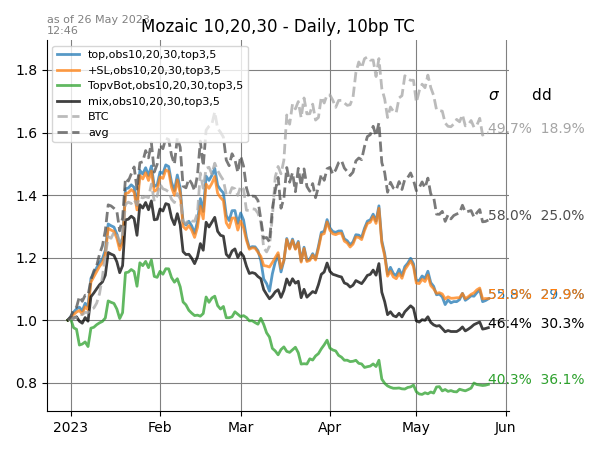 as of 26 May 2023
12:46
Mozaic 10,20,30 - Daily, 10bp TC
top,obs10,20,30,top3,5
+SL,obs10,20,30,top3,5
TopvBot,obs10,20,30,top3,5
mix,obs10,20,30,top3,5
BTC
avg
σ dd
49.7% 18.9%
58.0% 25.0%
46.4% 30.3%
40.3% 36.1%
1.8
1.6
1.4
1.2
1.0
0.8
2023 Feb Mar Apr May Jun